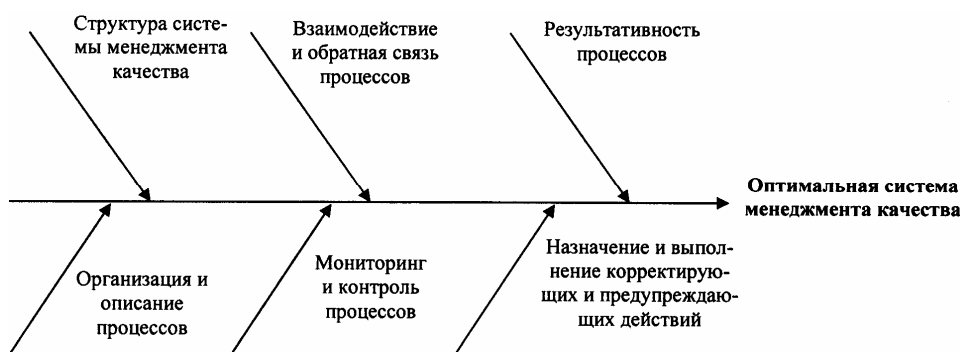 Структура систе-
мы менеджмента
качества
Взаимодействие
и обратная связь
процессов
Результативность
процессов
Оптимальная система
менеджмента качества
Организация и
описание
процессов
Мониторинг
и контроль
процессов
Назначение и выпол-
нение корректирую-
щих и предупреждаю-
щих действий